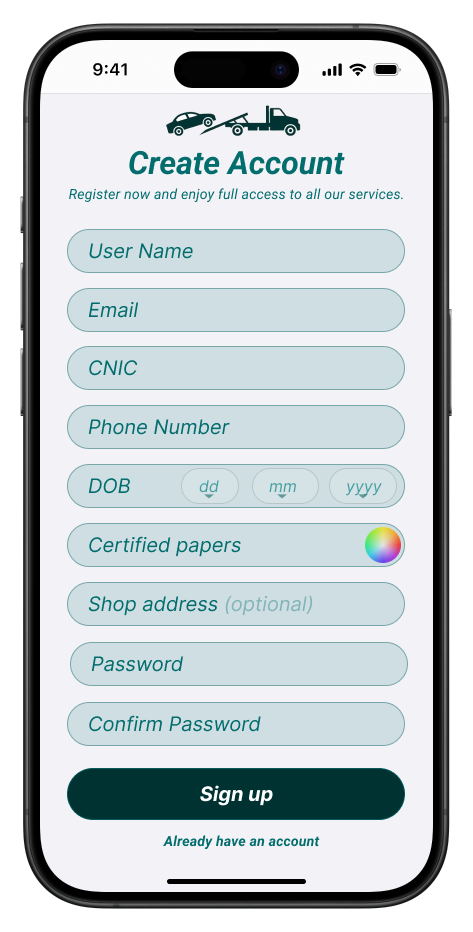 9:41
Create Account
Register now and enjoy full access to all our services.
User Name
Email
CNIC
Phone Number
DOB dd mm yyyy
Certified papers
Shop address (optional)
Password
Confirm Password
Sign up
Already have an account